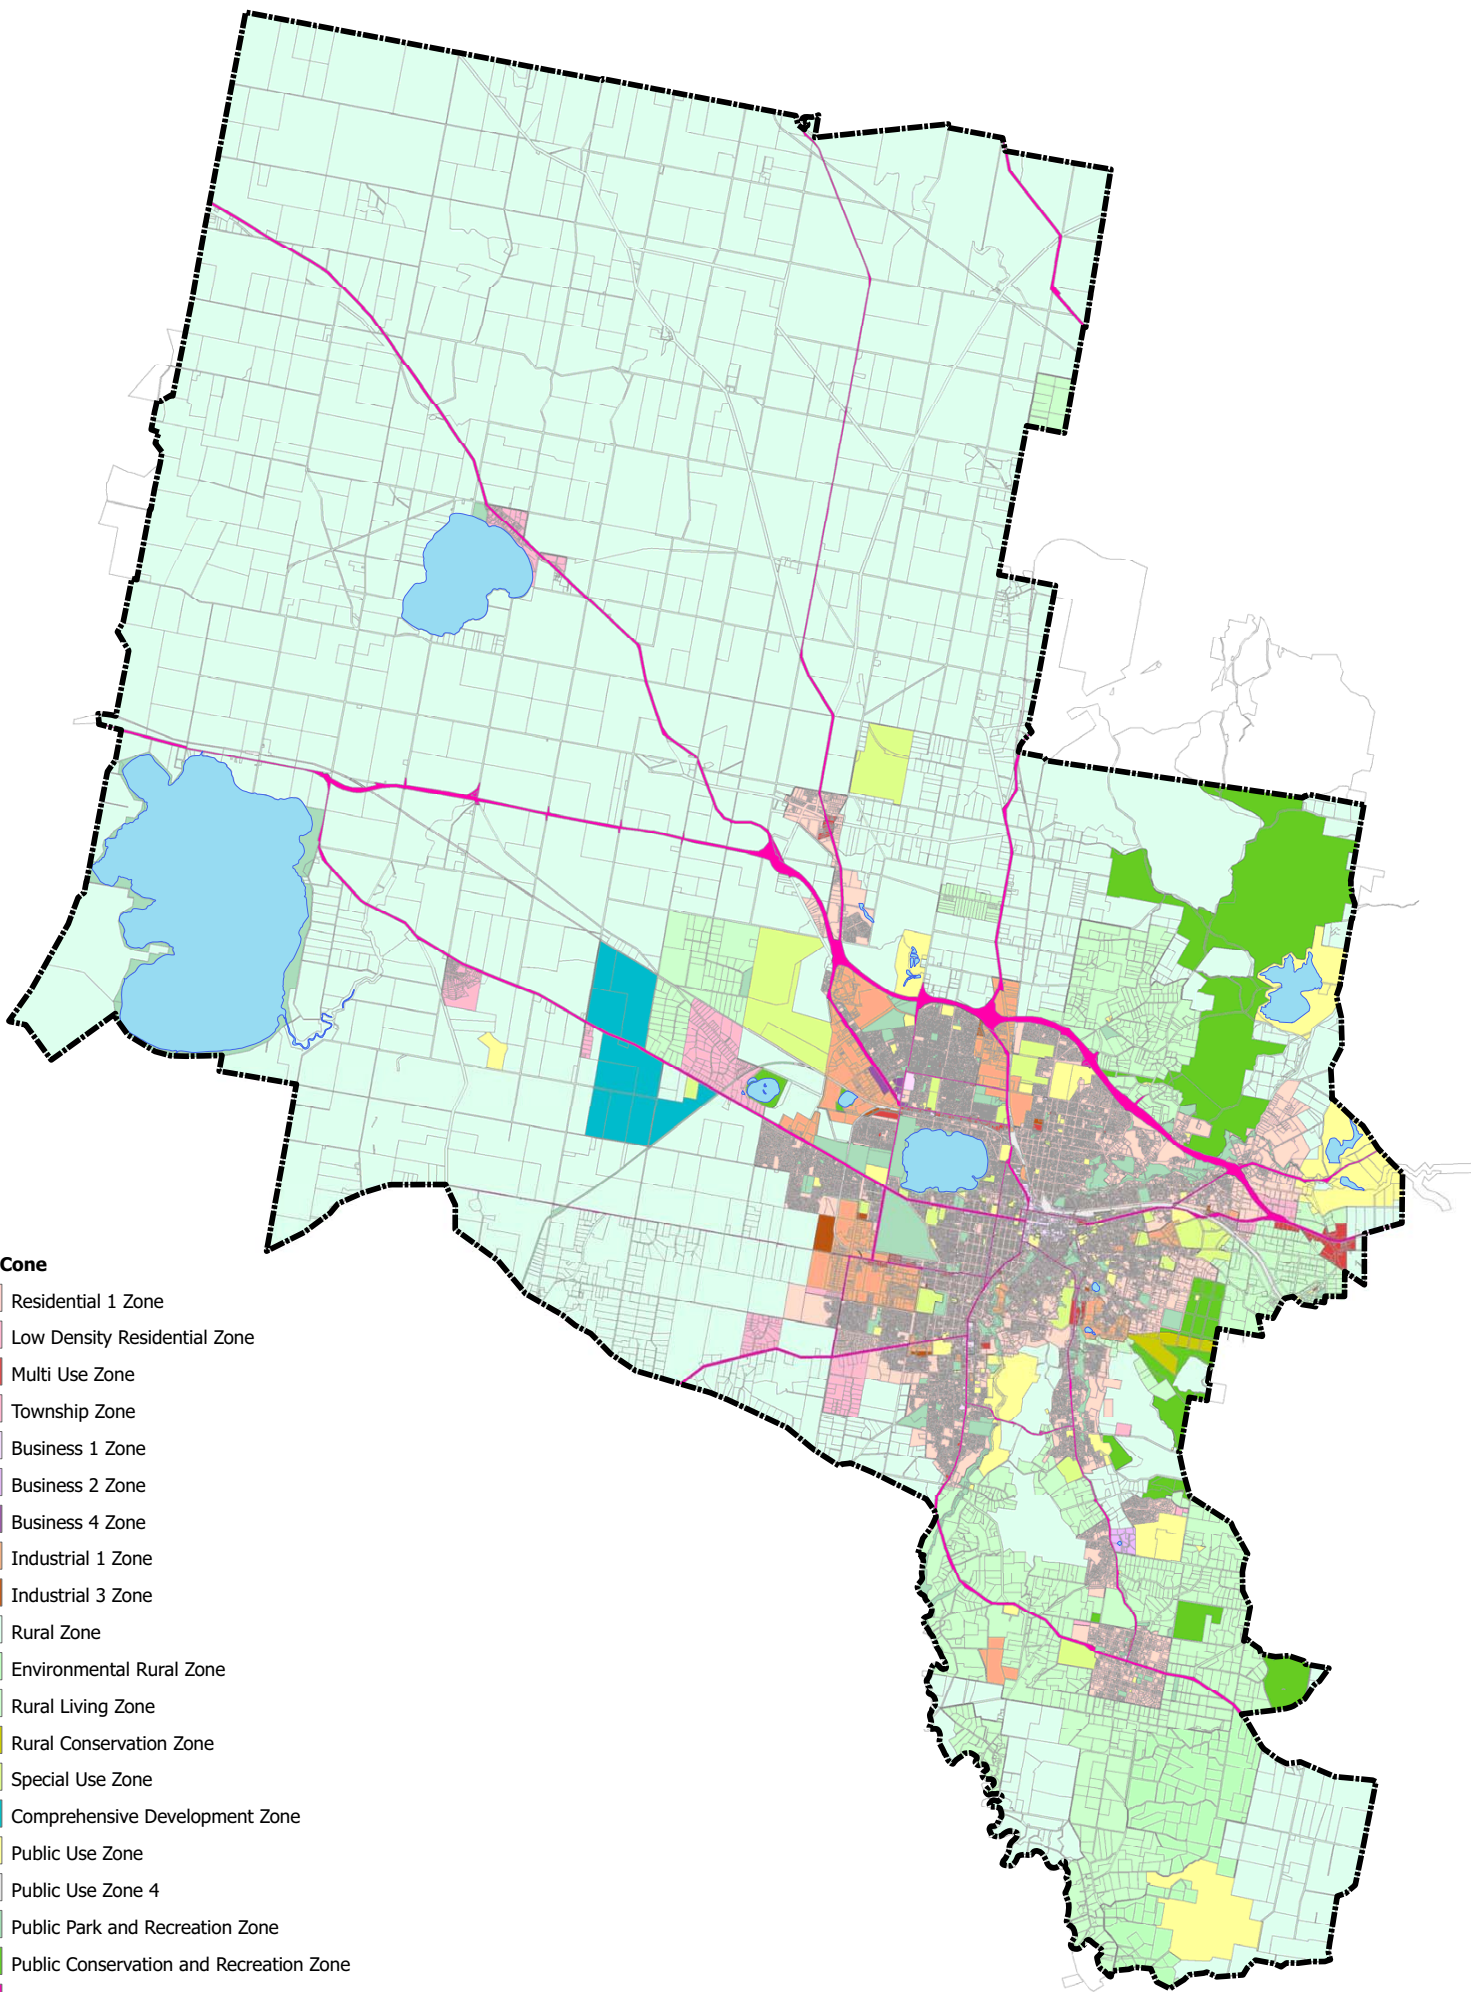 Cone
Residential 1 Zone
Low Density Residential Zone
Multi Use Zone
Township Zone
Business 1 Zone
Business 2 Zone
Business 4 Zone
Industrial 1 Zone
Industrial 3 Zone
Rural Zone
Environmental Rural Zone
Rural Living Zone
Rural Conservation Zone
Special Use Zone
Comprehensive Development Zone
Public Use Zone
Public Use Zone 4
Public Park and Recreation Zone
Public Conservation and Recreation Zone